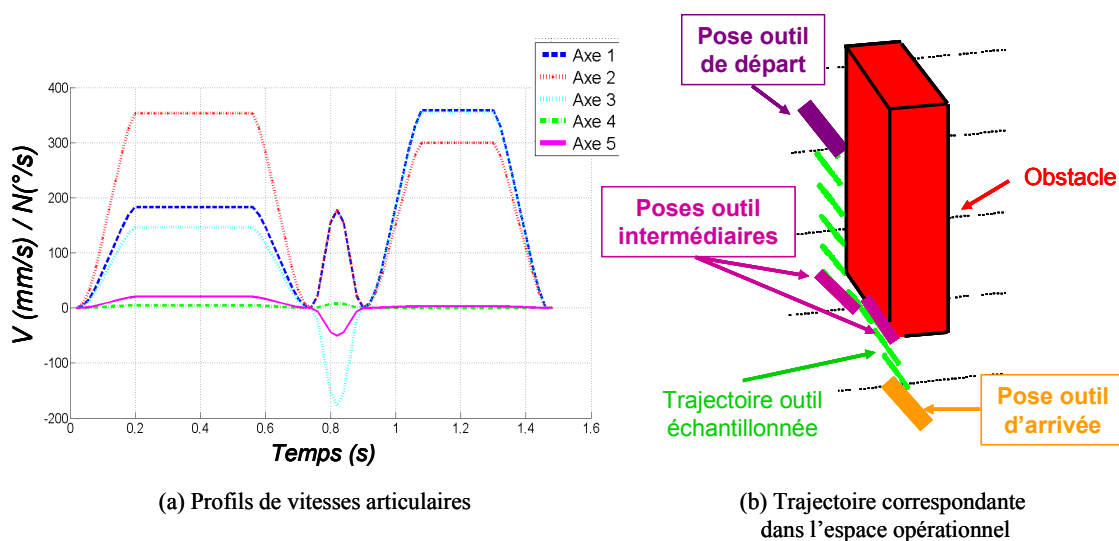 Axe 1
Axe 2
Axe 3
Axe 4
Axe 5
V (mm/s) / N(°/s)
400
300
200
100
0
-100
-200
0
0.2
0.4
0.6
0.8
1
1.2
1.4
1.6
Temps (s)
(a) Profils de vitesses articulaires
Pose outil
de départ
Obstacle
Poses outil
intermédiaires
Trajectoire outil
échantillonnée
Pose outil
d'arrivée
(b) Trajectoire correspondante
dans l'espace opérationnel